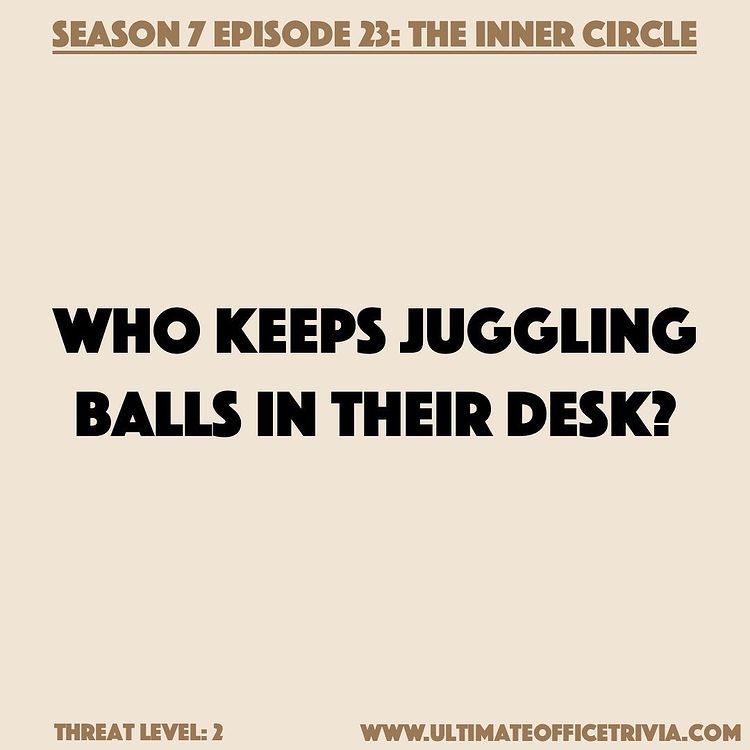 SEASON 7 EPISODE 23: THE INNER CIRCLE
WHO KEEPS JUGGLING
BALLS IN THEIR DESK?
THREAT LEVEL: 2
WWW.ULTIMATEOFFICETRIVIA.COM